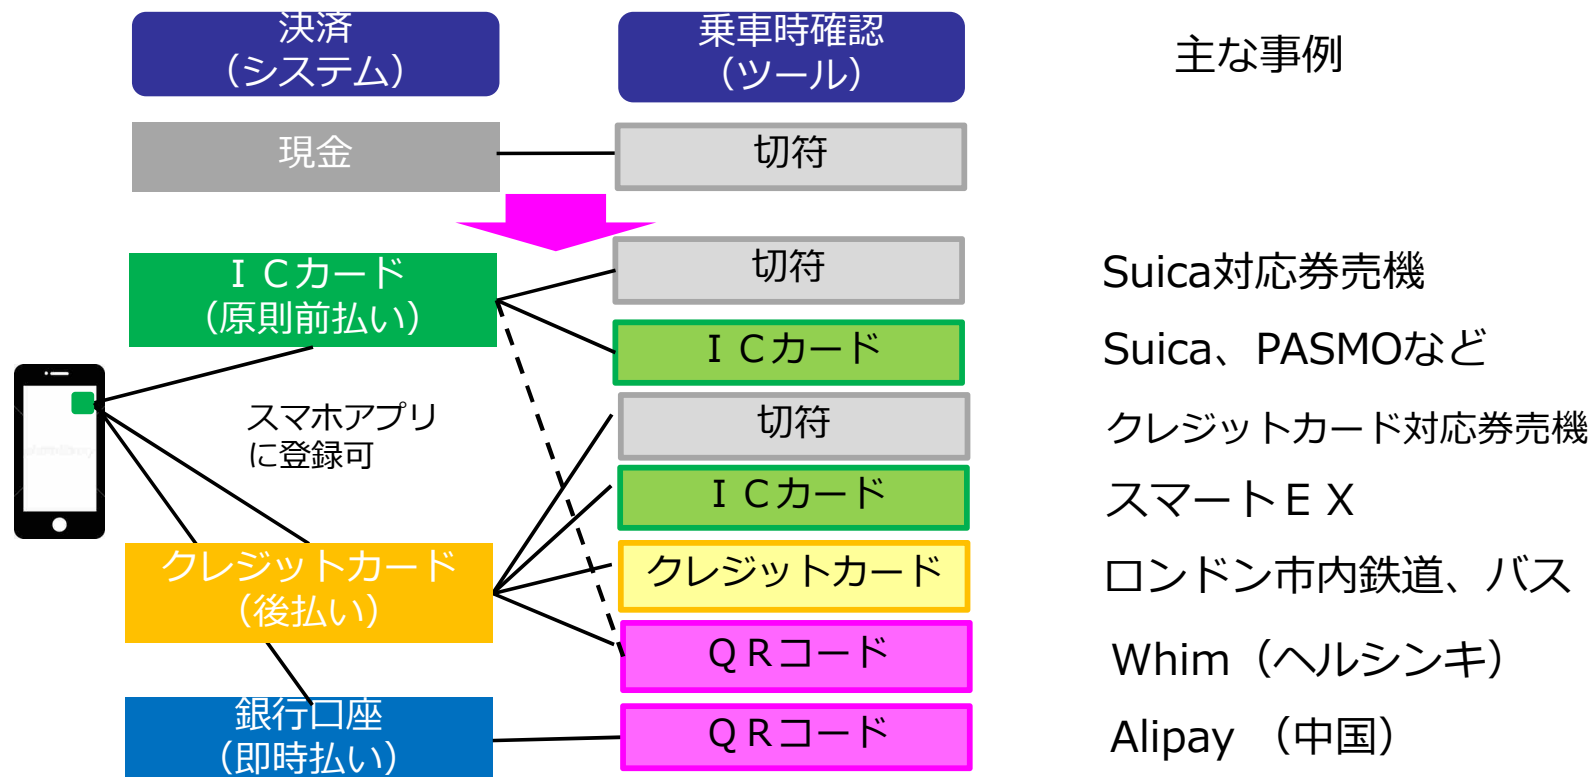 決済
（システム）
乗車時確認
（ツール）
主な事例
現金
切符
ＩＣカード
（原則前払い）
切符
Suica対応券売機
ＩＣカード
Suica、PASMOなど
スマホアプリ
に登録可
切符
クレジットカード対応券売機
ＩＣカード
スマートＥＸ
クレジットカード
（後払い）
クレジットカード
ロンドン市内鉄道、バス
ＱＲコード
Whim（ヘルシンキ）
銀行口座
（即時払い）
ＱＲコード
Alipay （中国）